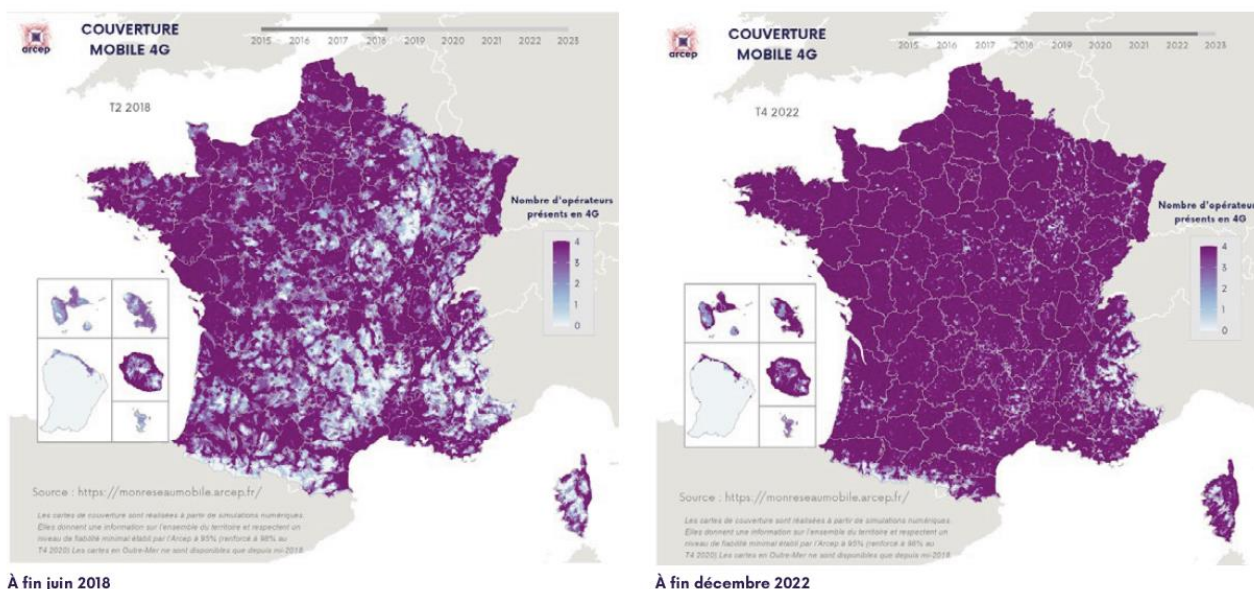 arcep
COUVERTURE
MOBILE 4G
2015 2016 2017 2018 2019 2020 2021 2022 2023
T2 2018
Nombre d'opérateurs
présents en 4G
4
3
2
1
0
Source : https://monreseaumobile.arcep.fr/
Les cartes de couverture sont réalisées à partir de simulations numériques.
Elles donnent une information sur l'ensemble du territoire et respectent un
niveau de fiabilité minimal établi par l'Arcep à 95% (renforcé à 98% au
T4 2020) Les cartes en Outre-Mer ne sont disponibles que depuis mi-2018
À fin juin 2018
arcep
COUVERTURE
MOBILE 4G
2015 2016 2017 2018 2019 2020 2021 2022 2023
T4 2022
Nombre d'opérateurs
présents en 4G
4
3
2
1
0
Source : https://monreseaumobile.arcep.fr/
Les cartes de couverture sont réalisées à partir de simulations numériques.
Elles donnent une information sur l'ensemble du territoire et respectent un
niveau de fiabilité minimal établi par l'Arcep à 95% (renforcé à 98% au
T4 2020) Les cartes en Outre-Mer ne sont disponibles que depuis mi-2018
À fin décembre 2022